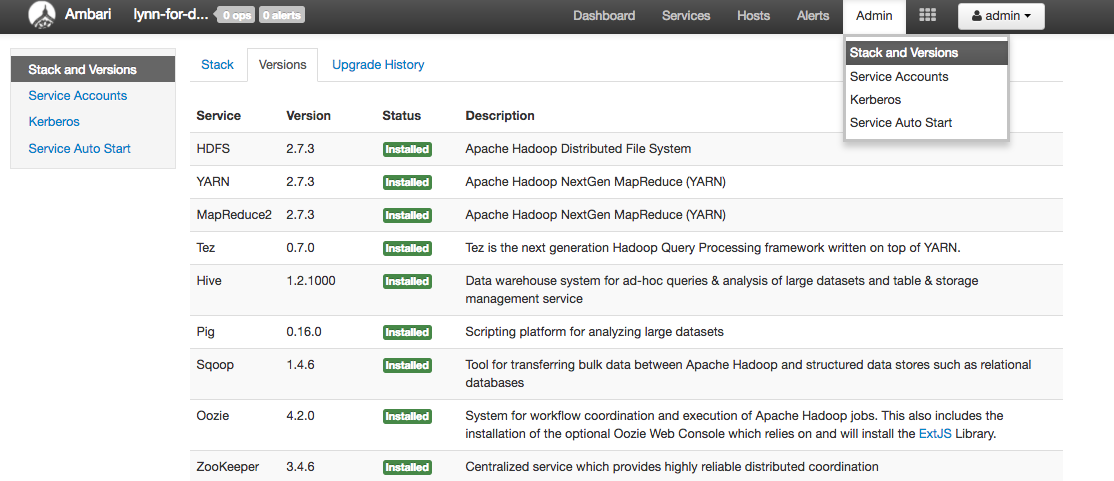 Ambari lynn-for-d... 0 ops 0 alerts Dashboard Services Hosts Alerts Admin admin
Stack and Versions
Service Accounts
Kerberos
Service Auto Start
Stack and Versions
Service Accounts
Kerberos
Service Auto Start
Stack Versions Upgrade History
Service Version Status Description
HDFS 2.7.3 Installed Apache Hadoop Distributed File System
YARN 2.7.3 Installed Apache Hadoop NextGen MapReduce (YARN)
MapReduce2 2.7.3 Installed Apache Hadoop NextGen MapReduce (YARN)
Tez 0.7.0 Installed Tez is the next generation Hadoop Query Processing framework written on top of YARN.
Hive 1.2.1000 Installed Data warehouse system for ad-hoc queries & analysis of large datasets and table & storage
management service
Pig 0.16.0 Installed Scripting platform for analyzing large datasets
Sqoop 1.4.6 Installed Tool for transferring bulk data between Apache Hadoop and structured data stores such as relational
databases
Oozie 4.2.0 Installed System for workflow coordination and execution of Apache Hadoop jobs. This also includes the
installation of the optional Oozie Web Console which relies on and will install the ExtJS Library.
ZooKeeper 3.4.6 Installed Centralized service which provides highly reliable distributed coordination